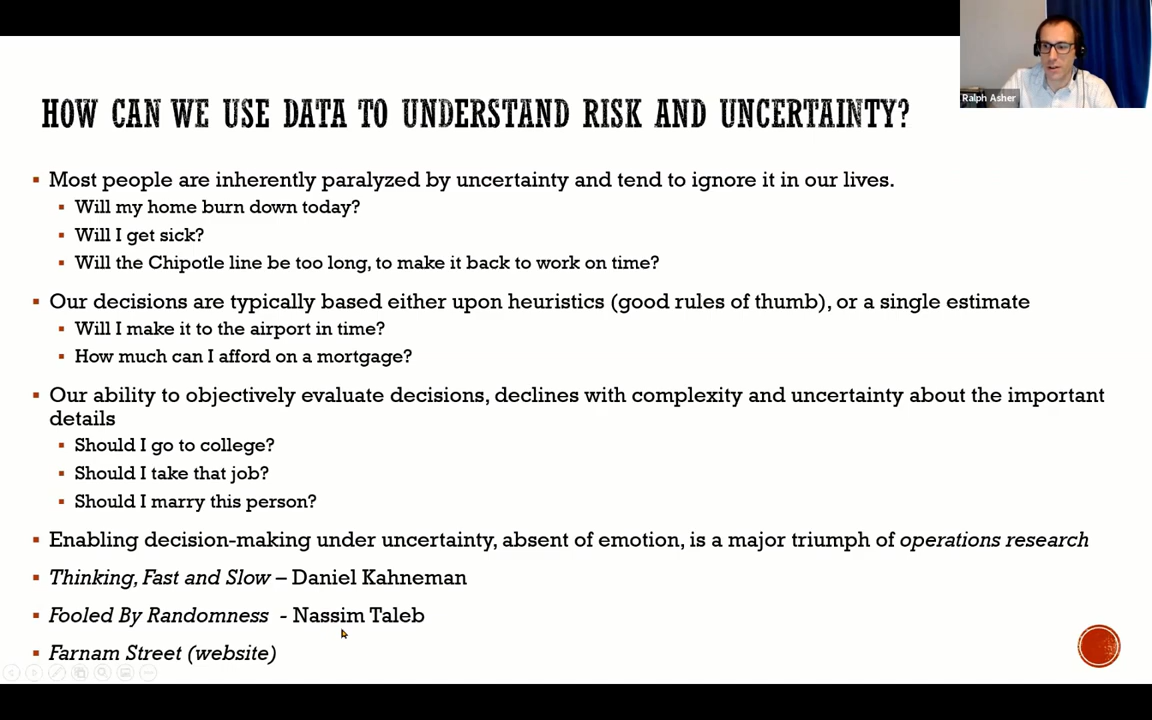 Ralph Asher
HOW CAN WE USE DATA TO UNDERSTAND RISK AND UNCERTAINTY?
Most people are inherently paralyzed by uncertainty and tend to ignore it in our lives.
Will my home burn down today?
Will I get sick?
Will the Chipotle line be too long, to make it back to work on time?
Our decisions are typically based either upon heuristics (good rules of thumb), or a single estimate
Will I make it to the airport in time?
How much can I afford on a mortgage?
Our ability to objectively evaluate decisions, declines with complexity and uncertainty about the important
details
Should I go to college?
Should I take that job?
Should I marry this person?
Enabling decision-making under uncertainty, absent of emotion, is a major triumph of operations research
Thinking, Fast and Slow – Daniel Kahneman
Fooled By Randomness - Nassim Taleb
Farnam Street (website)